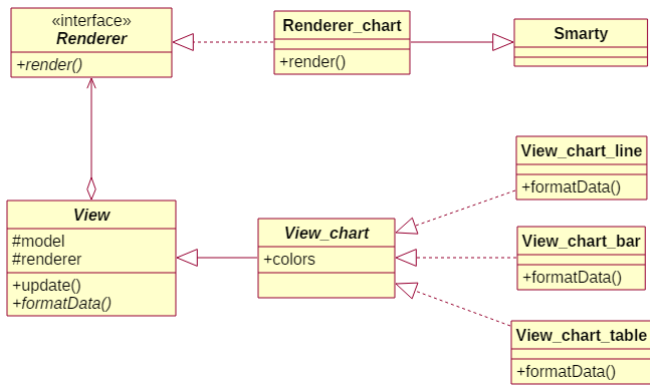 «interface»
Renderer
+render()
Renderer_chart
+render()
Smarty
View
#model
#renderer
+update()
+formatData()
View_chart
+colors
View_chart_line
+formatData()
View_chart_bar
+formatData()
View_chart_table
+formatData()